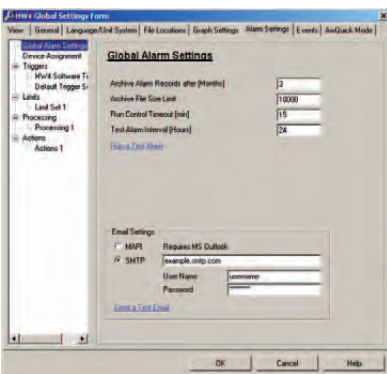 HW4 Global Settings Form
View General Language/Unit System File Locations Graph Settings Alarm Settings Events AwQuick Mode
Global Alarm Settings
Device Assignment
Triggers
HW4 Software Tr
Default Trigger S
Limits
Limit Set 1
Processing
Processing 1
Actions
Actions 1
Global Alarm Settings
Archive Alarm Records after [Months] 3
Archive File Size Limit 10000
Run Control Timeout [min] 15
Test Alarm Interval [Hours] 24
Run a Test Alarm
Email Settings
MAPI Requires MS Outlook
SMTP example.smtp.com
User Name username
Password ********
Send a Test Email
OK Cancel Help